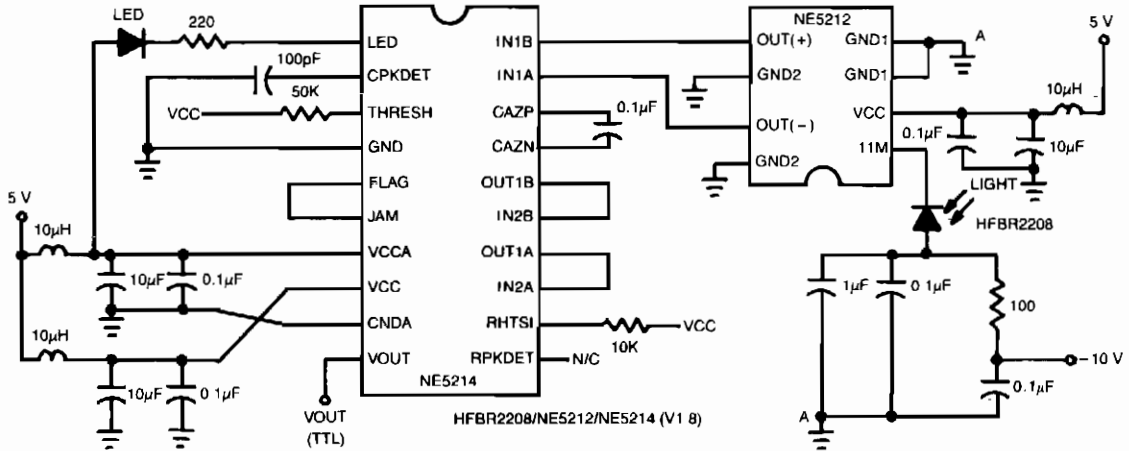 LED
220
100pF
50K
VCC
5 V
10µH
10µF
0.1µF
10µH
10µF
0 1µF
LED
CPKDET
THRESH
GND
FLAG
JAM
VCCA
VCC
CNDA
VOUT
IN1B
IN1A
CAZP
CAZN
OUT1B
IN2B
OUT1A
IN2A
RHTSI
RPKDET
NE5214
VOUT
(TTL)
0.1µF
10K
VCC
N/C
HFBR2208/NE5212/NE5214 (V1 8)
NE5212
OUT(+)
GND2
OUT(−)
GND2
GND1
GND1
VCC
11M
A
5 V
10µH
0.1µF
10µF
LIGHT
HFBR2208
1µF
0 1µF
100
−10 V
0.1µF
A